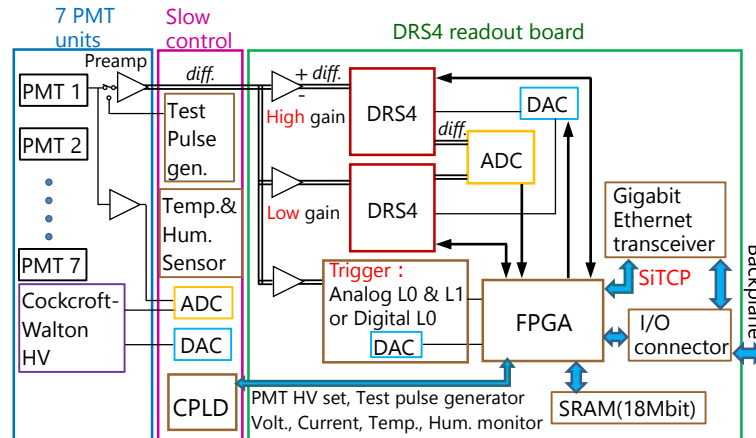 7 PMT
units
Slow
control
DRS4 readout board
Preamp
PMT 1
PMT 2
PMT 7
Cockcroft-
Walton
HV
diff.
Test
Pulse
gen.
Temp.&
Hum.
Sensor
ADC
DAC
CPLD
+ diff.
-
High gain
DRS4
DAC
diff.
ADC
Low gain
DRS4
Trigger :
Analog L0 & L1
or Digital L0
DAC
FPGA
Gigabit
Ethernet
transceiver
SiTCP
I/O
connector
Backplane
SRAM(18Mbit)
PMT HV set, Test pulse generator
Volt., Current, Temp., Hum. monitor